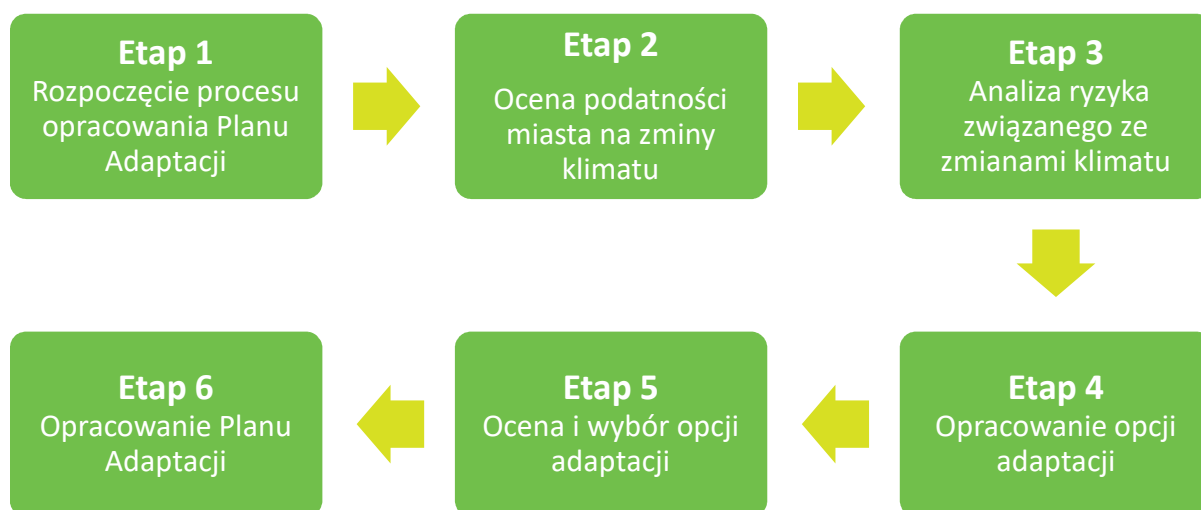 Etap 1
Rozpoczęcie procesu
opracowania Planu
Adaptacji
Etap 2
Ocena podatności
miasta na zminy
klimatu
Etap 3
Analiza ryzyka
związanego ze
zmianami klimatu
Etap 4
Opracowanie opcji
adaptacji
Etap 5
Ocena i wybór opcji
adaptacji
Etap 6
Opracowanie Planu
Adaptacji